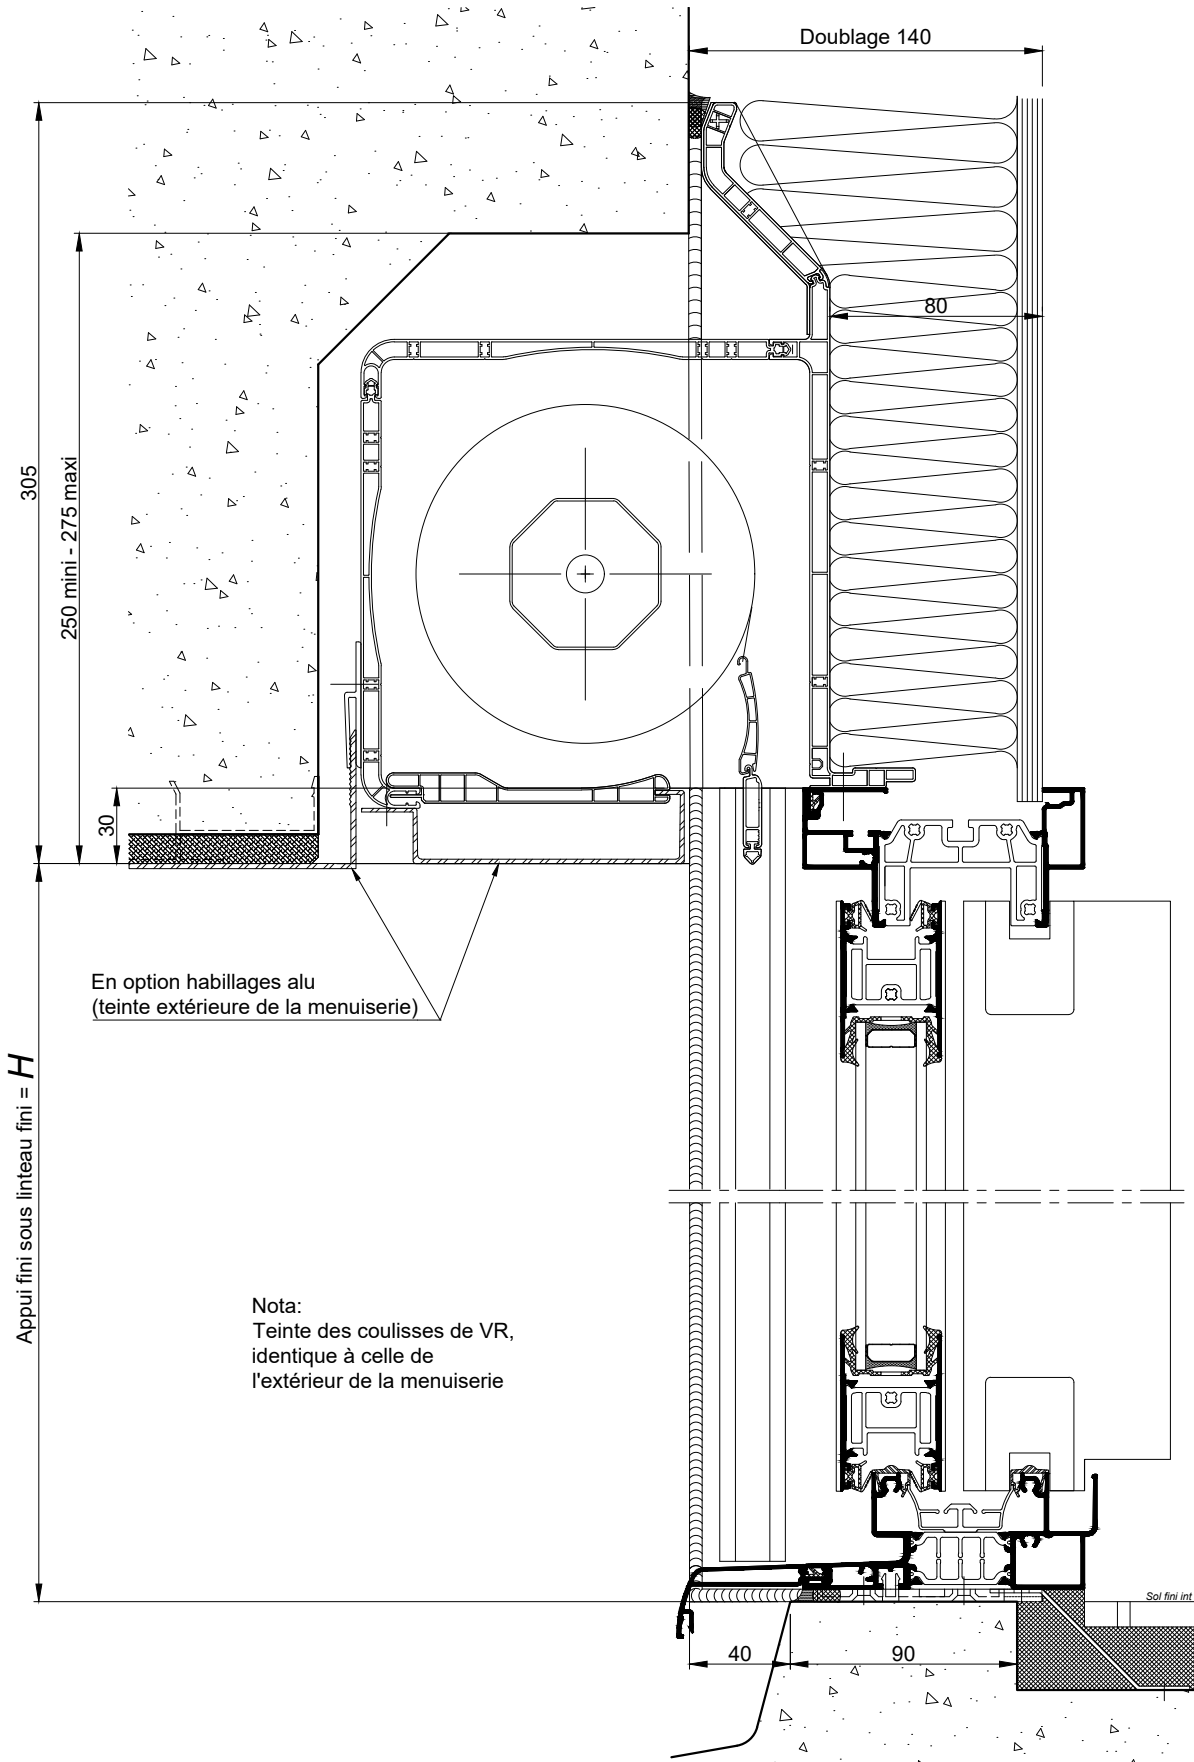 Doublage 140
80
305
250 mini - 275 maxi
30
En option habillages alu
(teinte extérieure de la menuiserie)
Appui fini sous linteau fini = H
Nota:
Teinte des coulisses de VR,
identique à celle de
l'extérieur de la menuiserie
Sol fini int
40
90